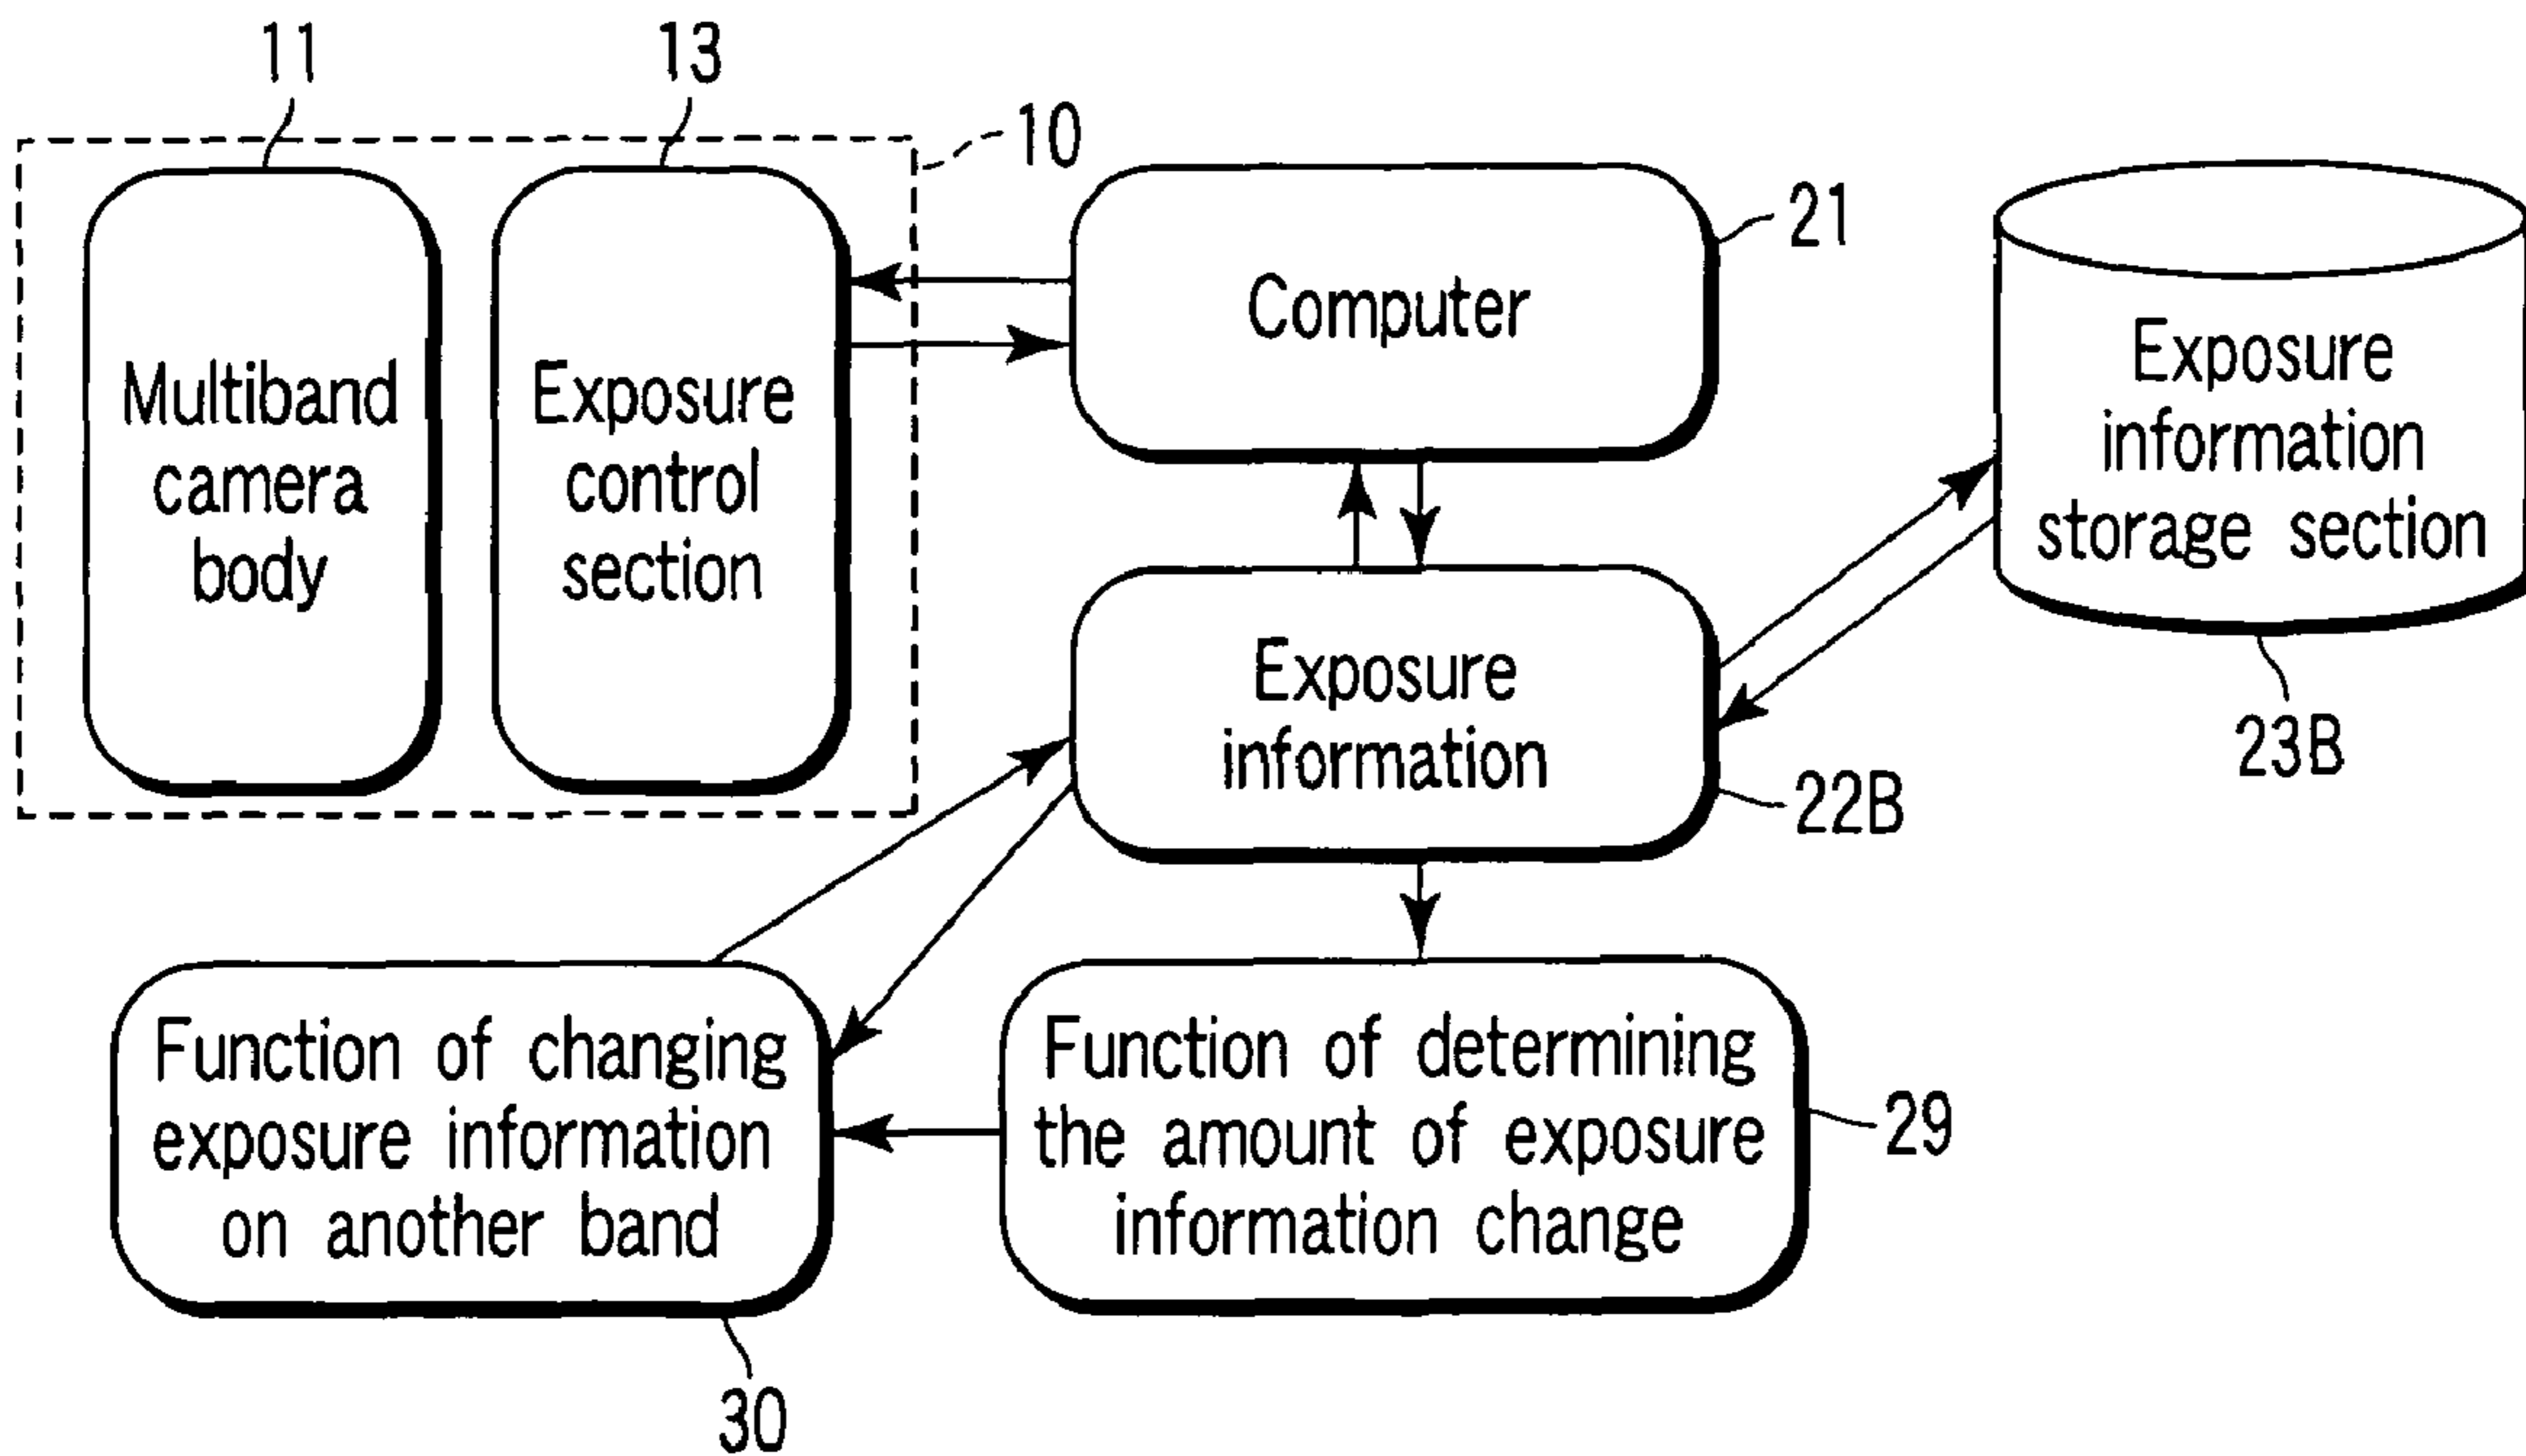 11
13
10
Multiband
camera
body
Exposure
control
section
Computer
21
Exposure
information
storage section
23B
Exposure
information
22B
Function of changing
exposure information
on another band
30
Function of determining
the amount of exposure
information change
29